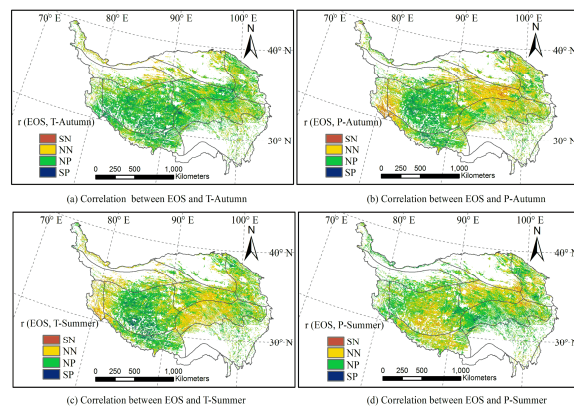 70° E 80° E 90° E 100° E
N
40° N
r (EOS, T-Autumn)
SN
NN
NP
SP
30° N
0 250 500 1,000
Kilometers
(a) Correlation between EOS and T-Autumn
70° E 80° E 90° E 100° E
N
40° N
r (EOS, P-Autumn)
SN
NN
NP
SP
30° N
0 250 500 1,000
Kilometers
(b) Correlation between EOS and P-Autumn
70° E 80° E 90° E 100° E
N
40° N
r (EOS, T-Summer)
SN
NN
NP
SP
30° N
0 250 500 1,000
Kilometers
(c) Correlation between EOS and T-Summer
70° E 80° E 90° E 100° E
N
40° N
r (EOS, P-Summer)
SN
NN
NP
SP
30° N
0 250 500 1,000
Kilometers
(d) Correlation between EOS and P-Summer